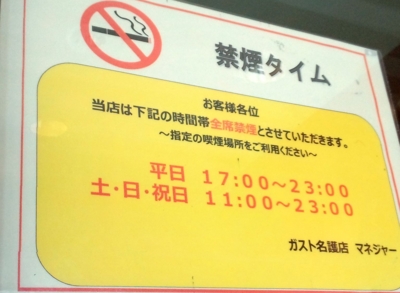 禁煙タイム
お客様各位
当店は下記の時間帯全席禁煙とさせていただきます。
～指定の喫煙場所をご利用ください～
平日 17:00～23:00
土・日・祝日 11:00～23:00
ガスト名護店 マネジャー